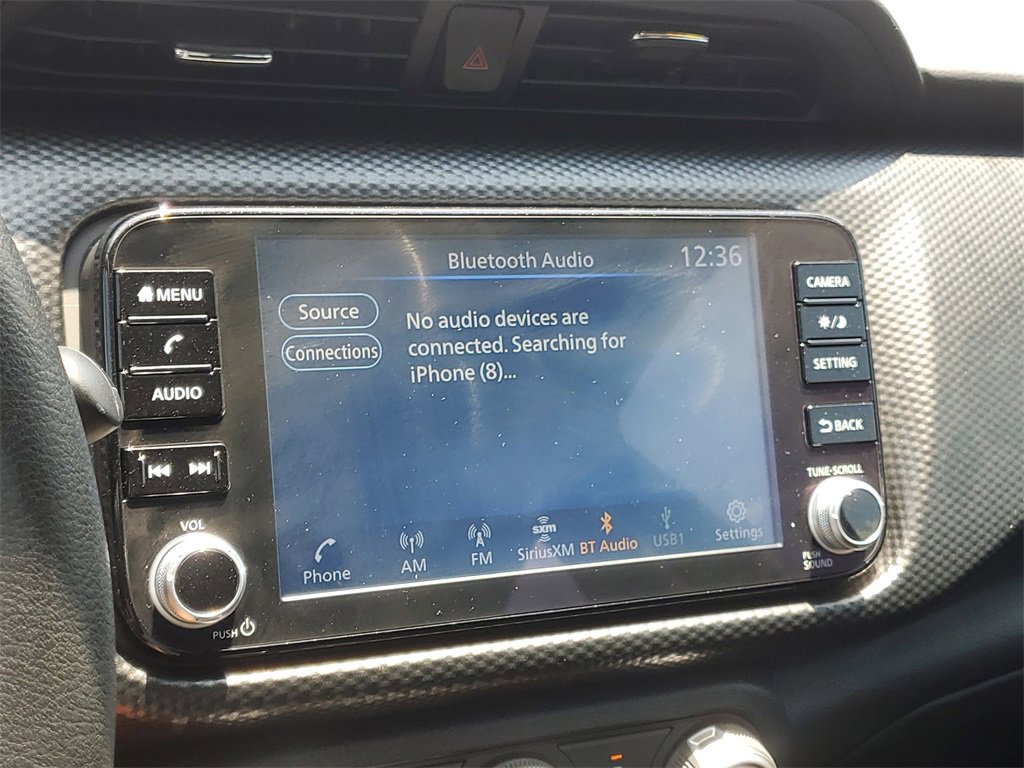 Bluetooth Audio
12:36
MENU
AUDIO
VOL
PUSH
Source
Connections
No audio devices are
connected. Searching for
iPhone (8)...
Phone
AM
FM
sxm
SiriusXM
BT Audio
USB1
Settings
CAMERA
SETTING
BACK
TUNE·SCROLL
PUSH
SOUND